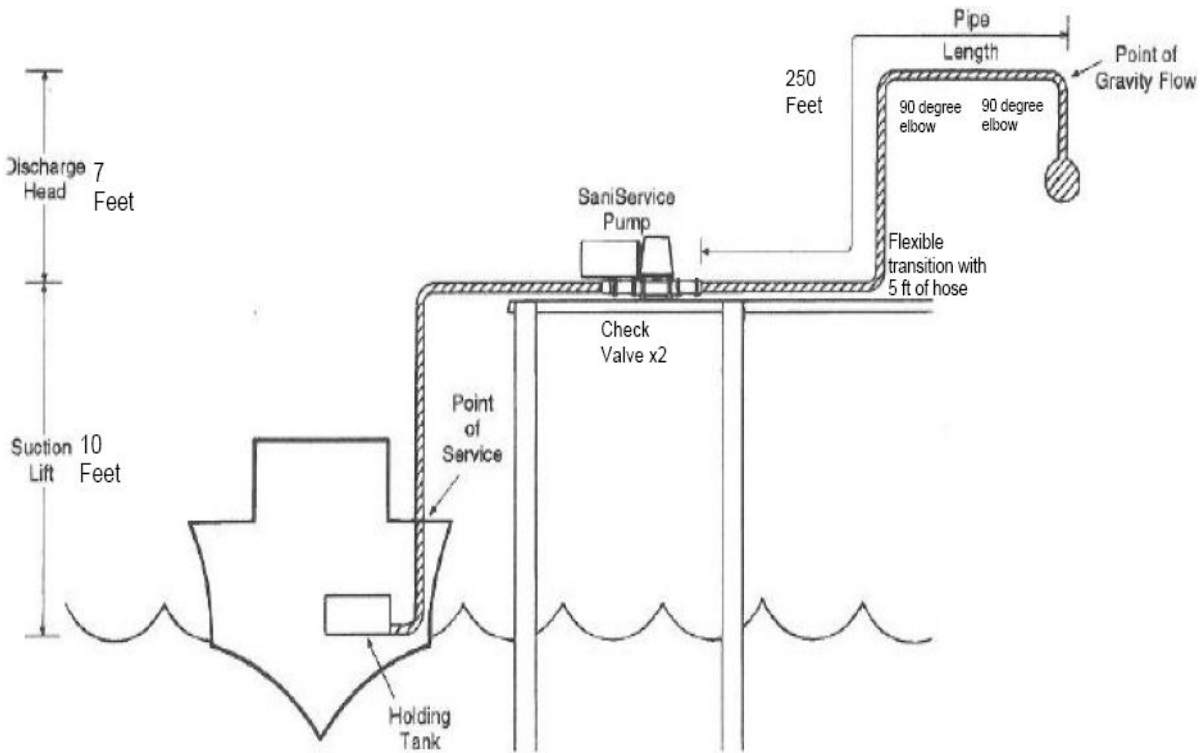 Pipe
Length
250
Feet
Point of
Gravity Flow
90 degree
elbow
90 degree
elbow
Discharge
Head
7
Feet
SaniService
Pump
Flexible
transition with
5 ft of hose
Check
Valve x2
Point
of
Service
Suction
Lift
10
Feet
Holding
Tank